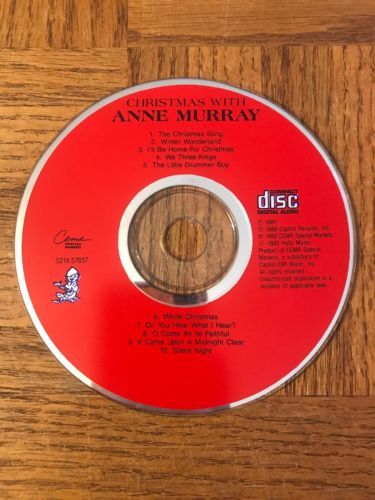 CHRISTMAS WITH
ANNE MURRAY
1. The Christmas Song
2. Winter Wonderland
3. I'll Be Home For Christmas
4. We Three Kings
5. The Little Drummer Boy
COMPACT
disc
DIGITAL AUDIO
Cema
SPECIAL
MARKETS
S21X-57837
℗ 1981
℗ 1988 Capitol Records, Inc.
℗ 1992 CEMA Special Markets
© 1993 Holly Music
Product of CEMA Special
Markets, a subsidiary of
Capitol-EMI Music, Inc.
All rights reserved.
Unauthorized duplication is a
violation of applicable laws.
6. White Christmas
7. Do You Hear What I Hear?
8. O Come All Ye Faithful
9. It Came Upon A Midnight Clear
10. Silent Night